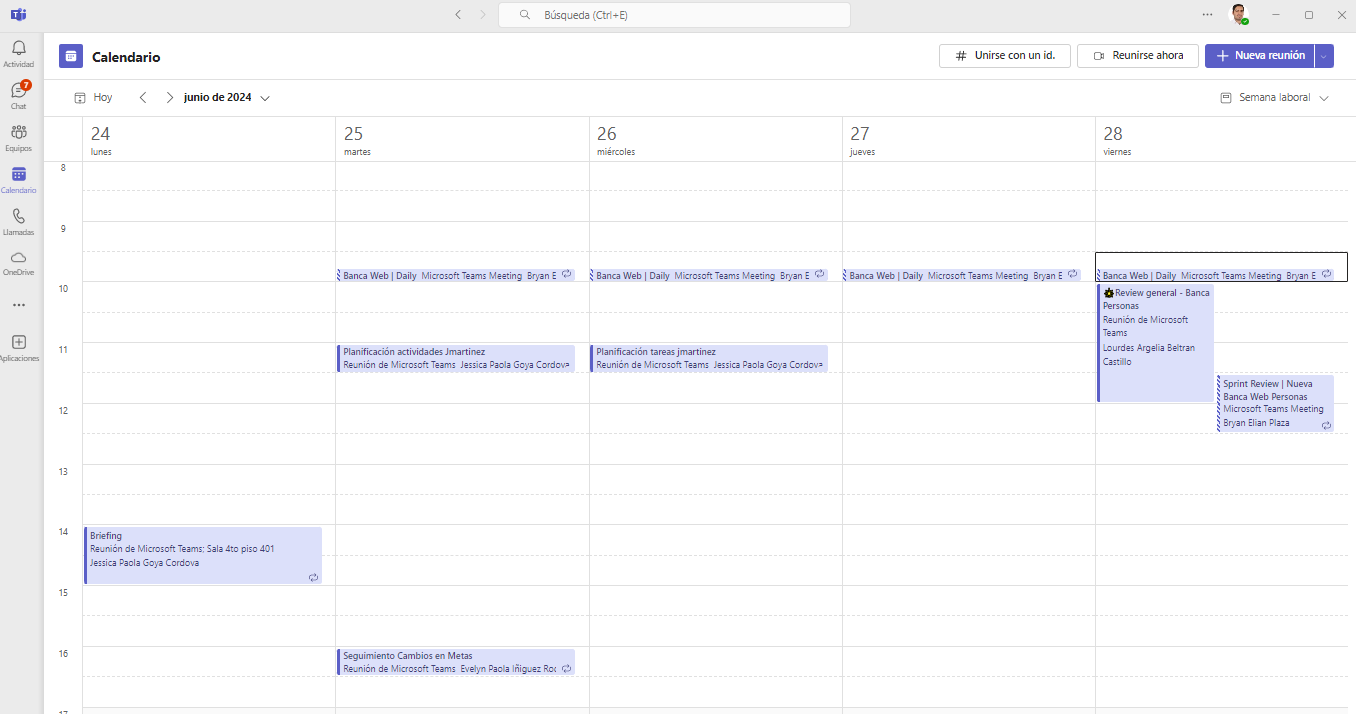 Búsqueda (Ctrl+E)
Actividad
7
Chat
Equipos
Calendario
Llamadas
OneDrive
Aplicaciones
Calendario
# Unirse con un id.
Reunirse ahora
+ Nueva reunión
Hoy
junio de 2024
Semana laboral
24
lunes
25
martes
26
miércoles
27
jueves
28
viernes
8
9
10
11
12
13
14
15
16
17
Briefing
Reunión de Microsoft Teams; Sala 4to piso 401
Jessica Paola Goya Cordova
Banca Web | Daily Microsoft Teams Meeting Bryan E
Planificación actividades Jmartinez
Reunión de Microsoft Teams Jessica Paola Goya Cordova
Seguimiento Cambios en Metas
Reunión de Microsoft Teams Evelyn Paola Iñiguez Roc
Banca Web | Daily Microsoft Teams Meeting Bryan E
Planificación tareas jmartinez
Reunión de Microsoft Teams Jessica Paola Goya Cordova
Banca Web | Daily Microsoft Teams Meeting Bryan E
Banca Web | Daily Microsoft Teams Meeting Bryan E
Review general - Banca
Personas
Reunión de Microsoft
Teams
Lourdes Argelia Beltran
Castillo
Sprint Review | Nueva
Banca Web Personas
Microsoft Teams Meeting
Bryan Elian Plaza